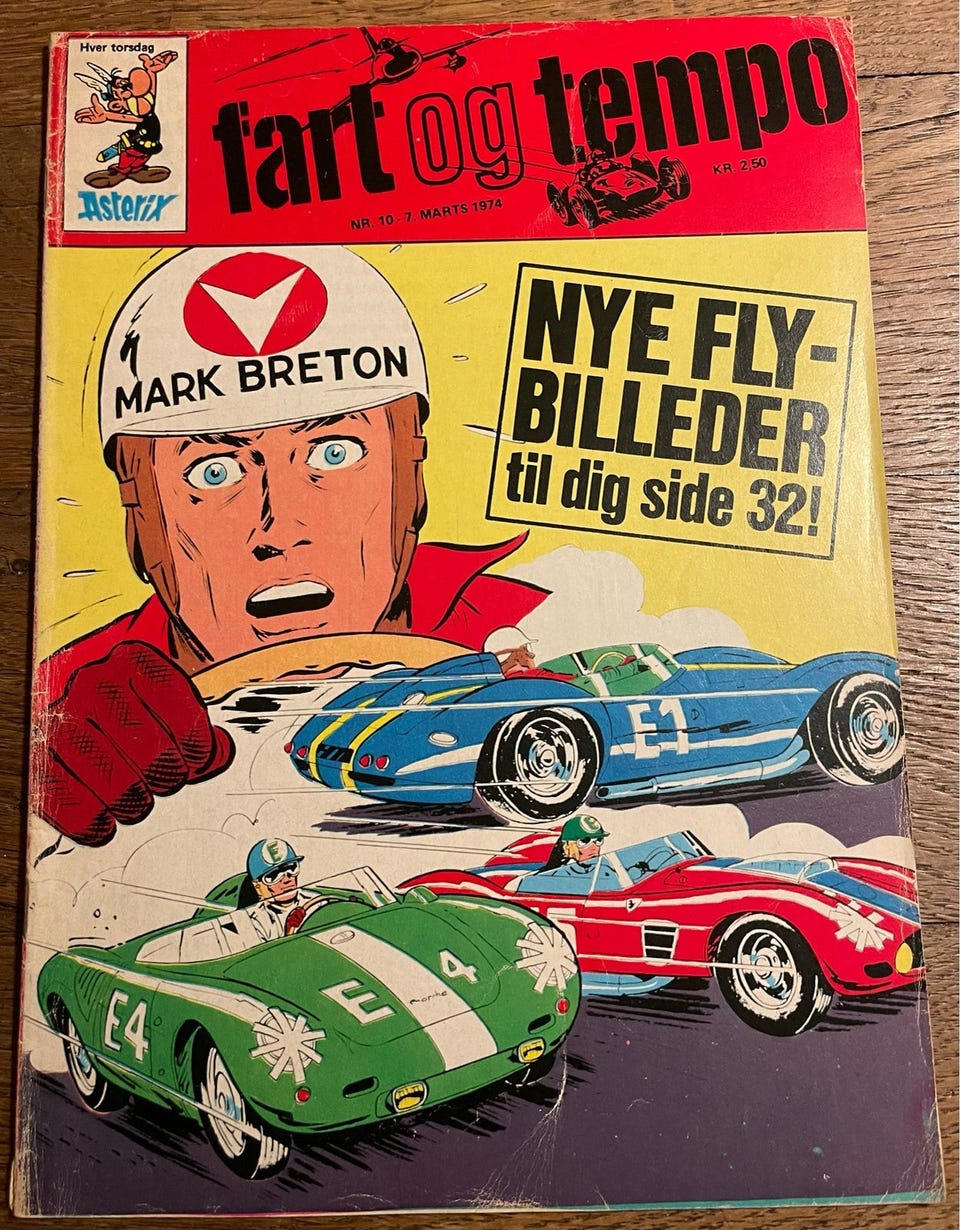 Hver torsdag
Asterix
fart og tempo
NR. 10 - 7. MARTS 1974
KR. 2,50
MARK BRETON
NYE FLY-
BILLEDER
til dig side 32!
E1
E
E
4
E4